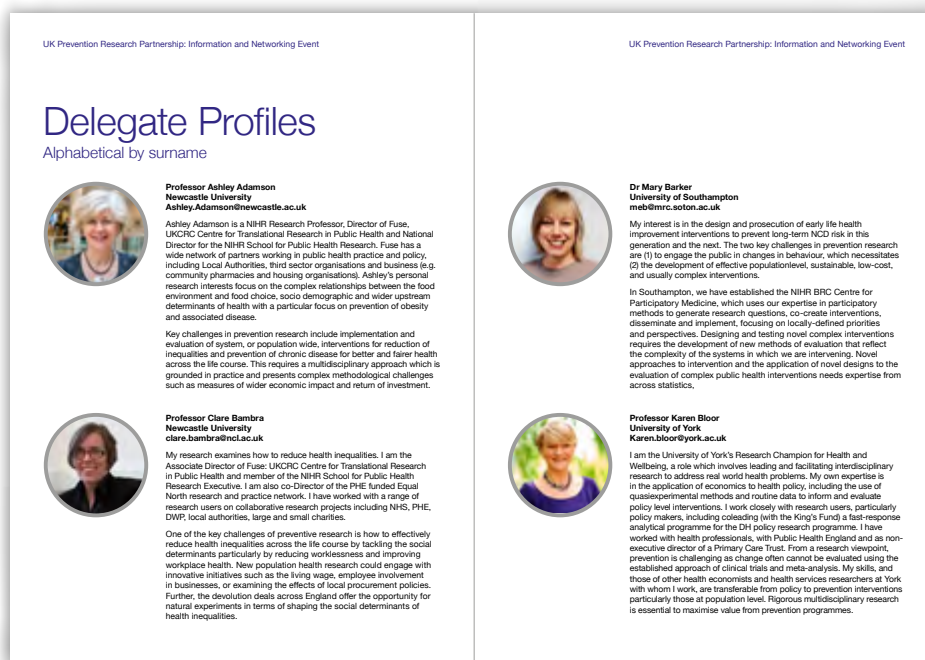 UK Prevention Research Partnership: Information and Networking Event
Delegate Profiles
Alphabetical by surname
Professor Ashley Adamson
Newcastle University
Ashley.Adamson@newcastle.ac.uk
Ashley Adamson is a NIHR Research Professor, Director of Fuse,
UKCRC Centre for Translational Research in Public Health and National
Director for the NIHR School for Public Health Research. Fuse has a
wide network of partners working in public health practice and policy,
including Local Authorities, third sector organisations and business (e.g.
community pharmacies and housing organisations). Ashley's personal
research interests focus on the complex relationships between the food
environment and food choice, socio demographic and wider upstream
determinants of health with a particular focus on prevention of obesity
and associated disease.
Key challenges in prevention research include implementation and
evaluation of system, or population wide, interventions for reduction of
inequalities and prevention of chronic disease for better and fairer health
across the life course. This requires a multidisciplinary approach which is
grounded in practice and presents complex methodological challenges
such as measures of wider economic impact and return of investment.
Professor Clare Bambra
Newcastle University
clare.bambra@ncl.ac.uk
My research examines how to reduce health inequalities. I am the
Associate Director of Fuse: UKCRC Centre for Translational Research
in Public Health and member of the NIHR School for Public Health
Research Executive. I am also co-Director of the PHE funded Equal
North research and practice network. I have worked with a range of
research users on collaborative research projects including NHS, PHE,
DWP, local authorities, large and small charities.
One of the key challenges of preventive research is how to effectively
reduce health inequalities across the life course by tackling the social
determinants particularly by reducing worklessness and improving
workplace health. New population health research could engage with
innovative initiatives such as the living wage, employee involvement
in businesses, or examining the effects of local procurement policies.
Further, the devolution deals across England offer the opportunity for
natural experiments in terms of shaping the social determinants of
health inequalities.
UK Prevention Research Partnership: Information and Networking Event
Dr Mary Barker
University of Southampton
meb@mrc.soton.ac.uk
My interest is in the design and prosecution of early life health
improvement interventions to prevent long-term NCD risk in this
generation and the next. The two key challenges in prevention research
are (1) to engage the public in changes in behaviour, which necessitates
(2) the development of effective populationlevel, sustainable, low-cost,
and usually complex interventions.
In Southampton, we have established the NIHR BRC Centre for
Participatory Medicine, which uses our expertise in participatory
methods to generate research questions, co-create interventions,
disseminate and implement, focusing on locally-defined priorities
and perspectives. Designing and testing novel complex interventions
requires the development of new methods of evaluation that reflect
the complexity of the systems in which we are intervening. Novel
approaches to intervention and the application of novel designs to the
evaluation of complex public health interventions needs expertise from
across statistics,
Professor Karen Bloor
University of York
Karen.bloor@york.ac.uk
I am the University of York's Research Champion for Health and
Wellbeing, a role which involves leading and facilitating interdisciplinary
research to address real world health problems. My own expertise is
in the application of economics to health policy, including the use of
quasiexperimental methods and routine data to inform and evaluate
policy level interventions. I work closely with research users, particularly
policy makers, including coleading (with the King's Fund) a fast-response
analytical programme for the DH policy research programme. I have
worked with health professionals, with Public Health England and as non-
executive director of a Primary Care Trust. From a research viewpoint,
prevention is challenging as change often cannot be evaluated using the
established approach of clinical trials and meta-analysis. My skills, and
those of other health economists and health services researchers at York
with whom I work, are transferable from policy to prevention interventions
particularly those at population level. Rigorous multidisciplinary research
is essential to maximise value from prevention programmes.